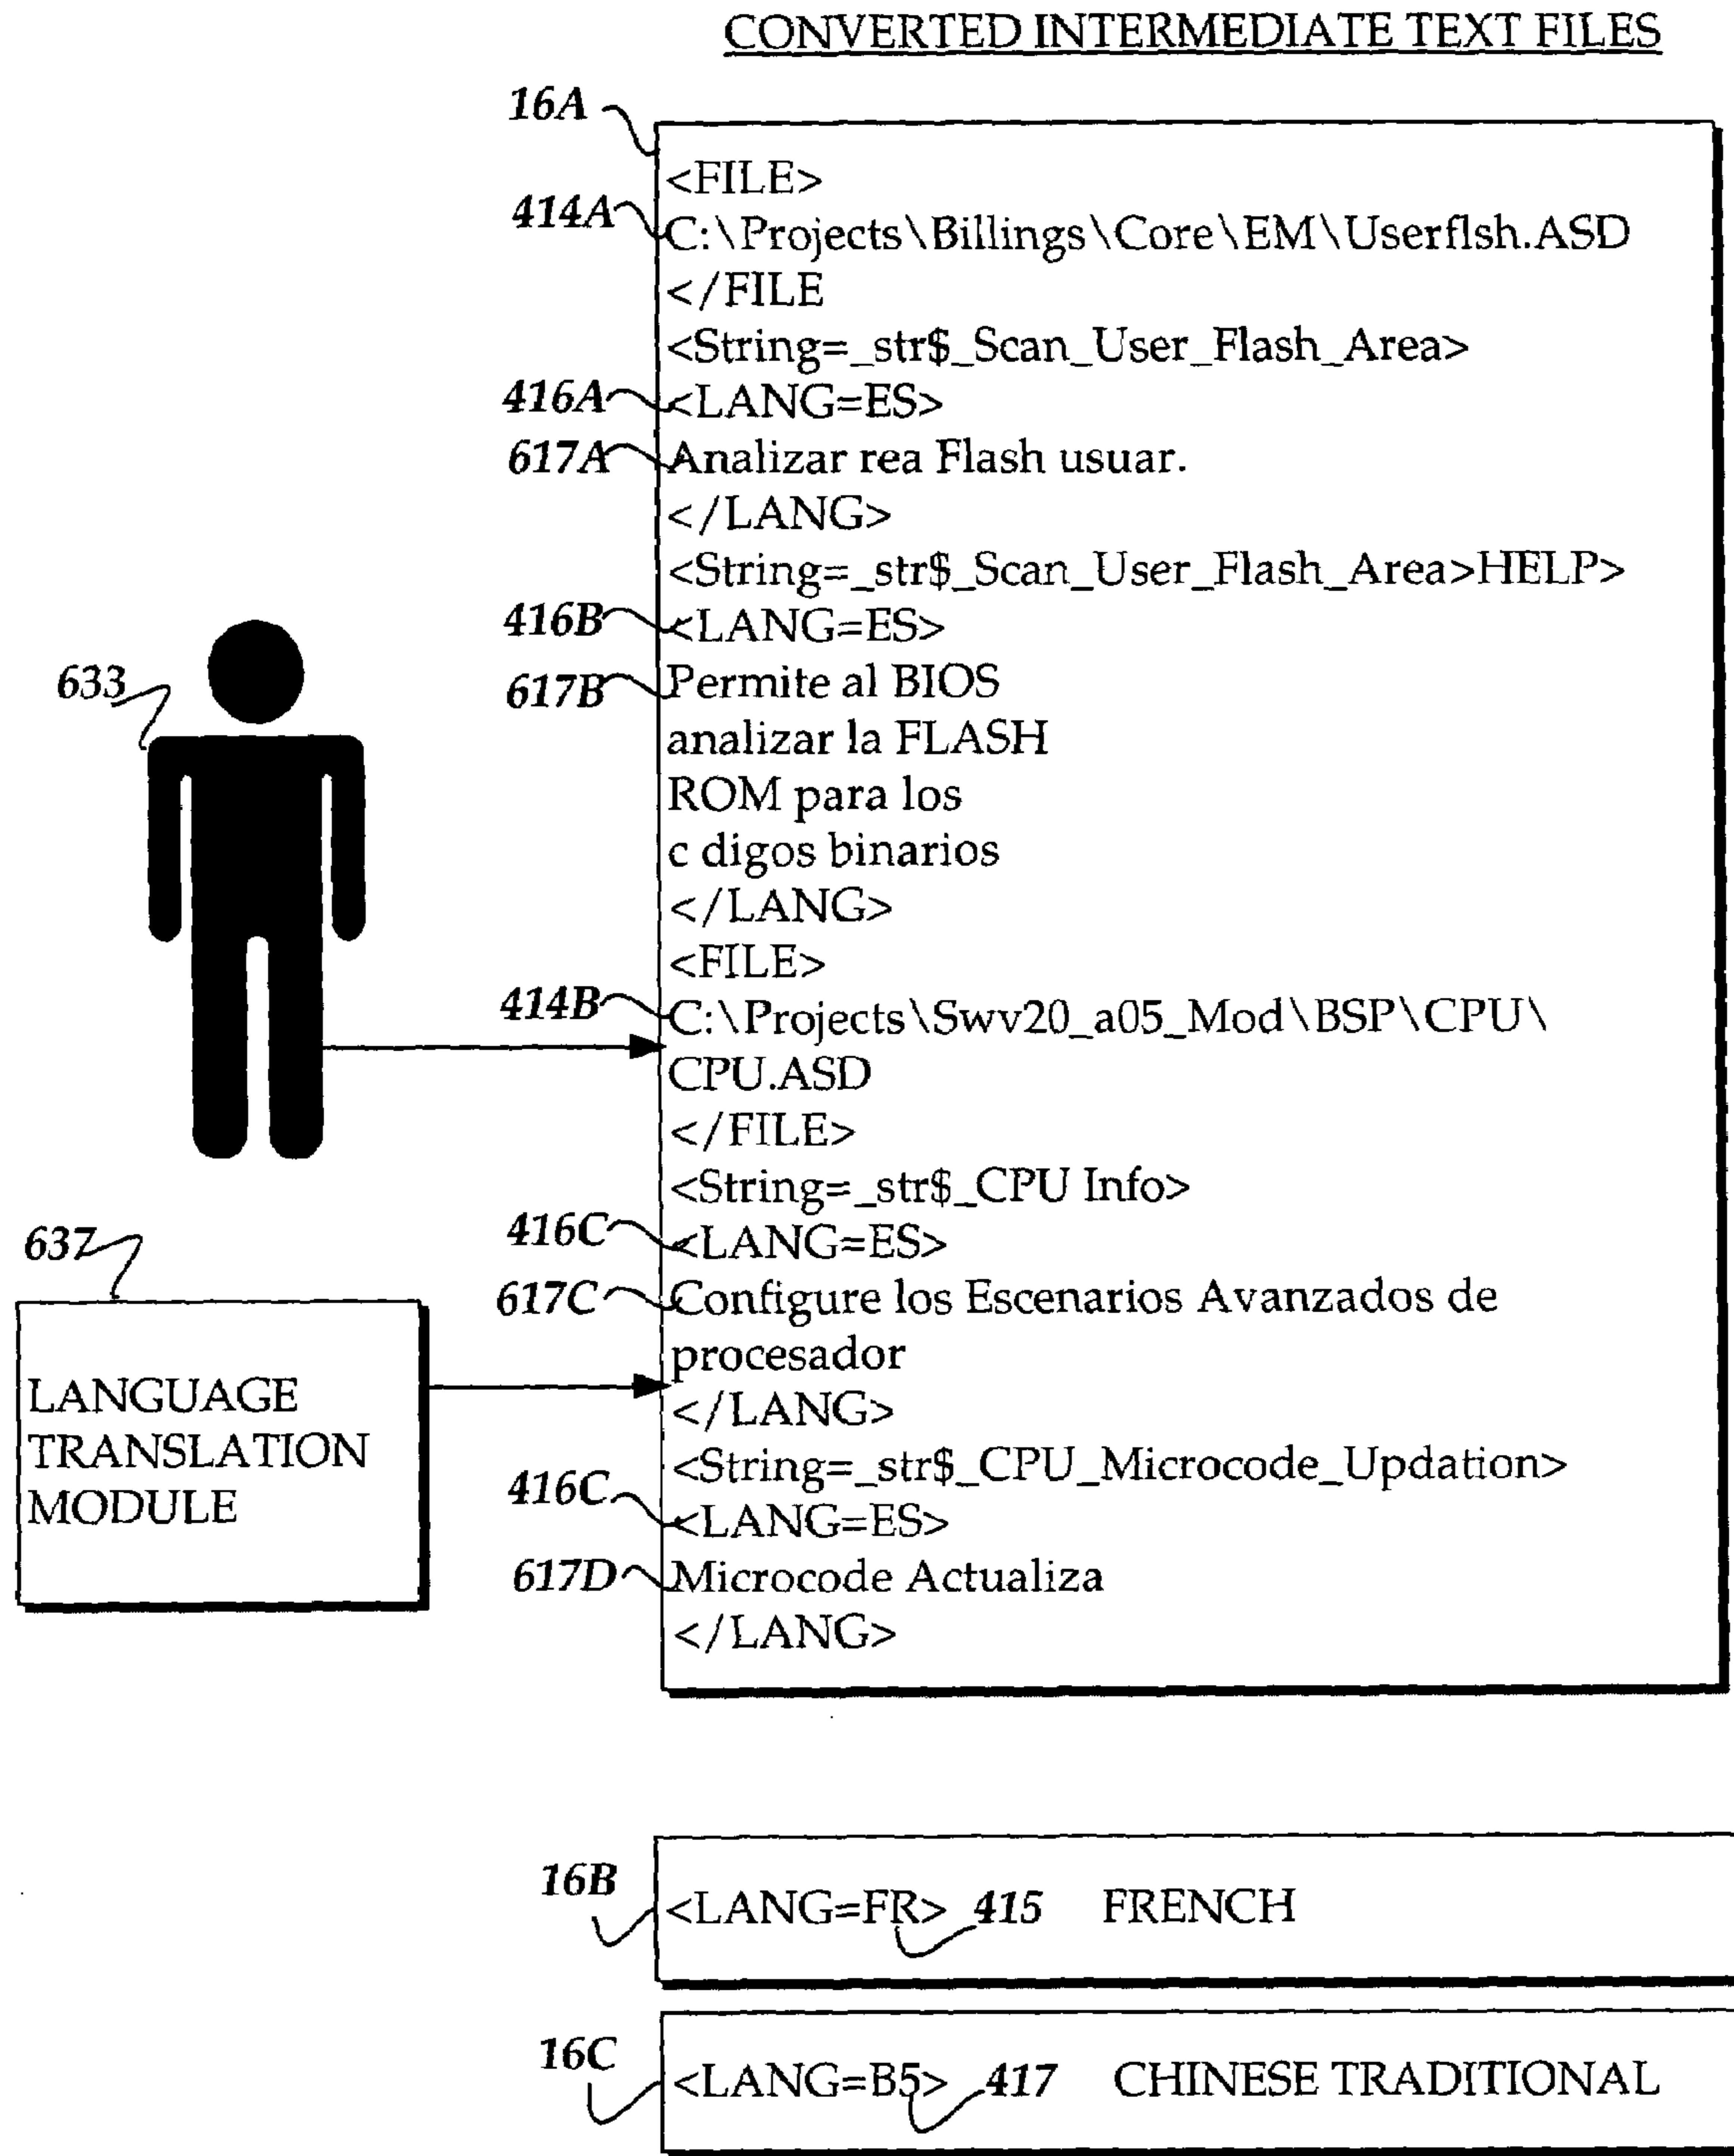 CONVERTED INTERMEDIATE TEXT FILES
16A
<FILE>
414A
C:\Projects\Billings\Core\EM\Userflsh.ASD
</FILE
<String=_str$_Scan_User_Flash_Area>
416A
<LANG=ES>
617A
Analizar rea Flash usuar.
</LANG>
<String=_str$_Scan_User_Flash_Area>HELP>
416B
<LANG=ES>
633
617B
Permite al BIOS
analizar la FLASH
ROM para los
c digos binarios
</LANG>
<FILE>
414B
C:\Projects\Swv20_a05_Mod\BSP\CPU\
CPU.ASD
</FILE>
<String=_str$_CPU Info>
637
416C
<LANG=ES>
617C
Configure los Escenarios Avanzados de
procesador
</LANG>
LANGUAGE
TRANSLATION
MODULE
<String=_str$_CPU_Microcode_Updation>
416C
<LANG=ES>
617D
Microcode Actualiza
</LANG>
16B
<LANG=FR> 415 FRENCH
16C
<LANG=B5> 417 CHINESE TRADITIONAL